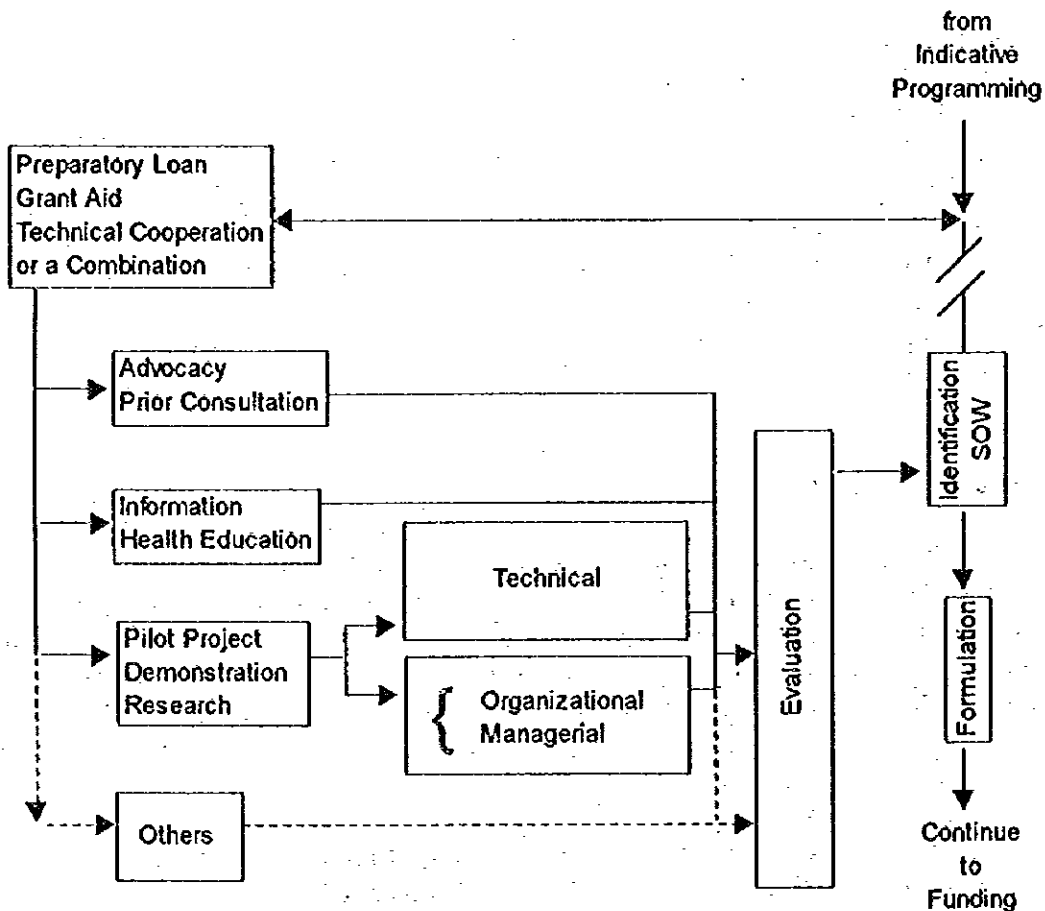 from
Indicative
Programming
Preparatory Loan
Grant Aid
Technical Cooperation
or a Combination
Advocacy
Prior Consultation
Information
Health Education
Pilot Project
Demonstration
Research
Others
Technical
{ Organizational
Managerial
Evaluation
Identification
SOW
Formulation
Continue
to
Funding